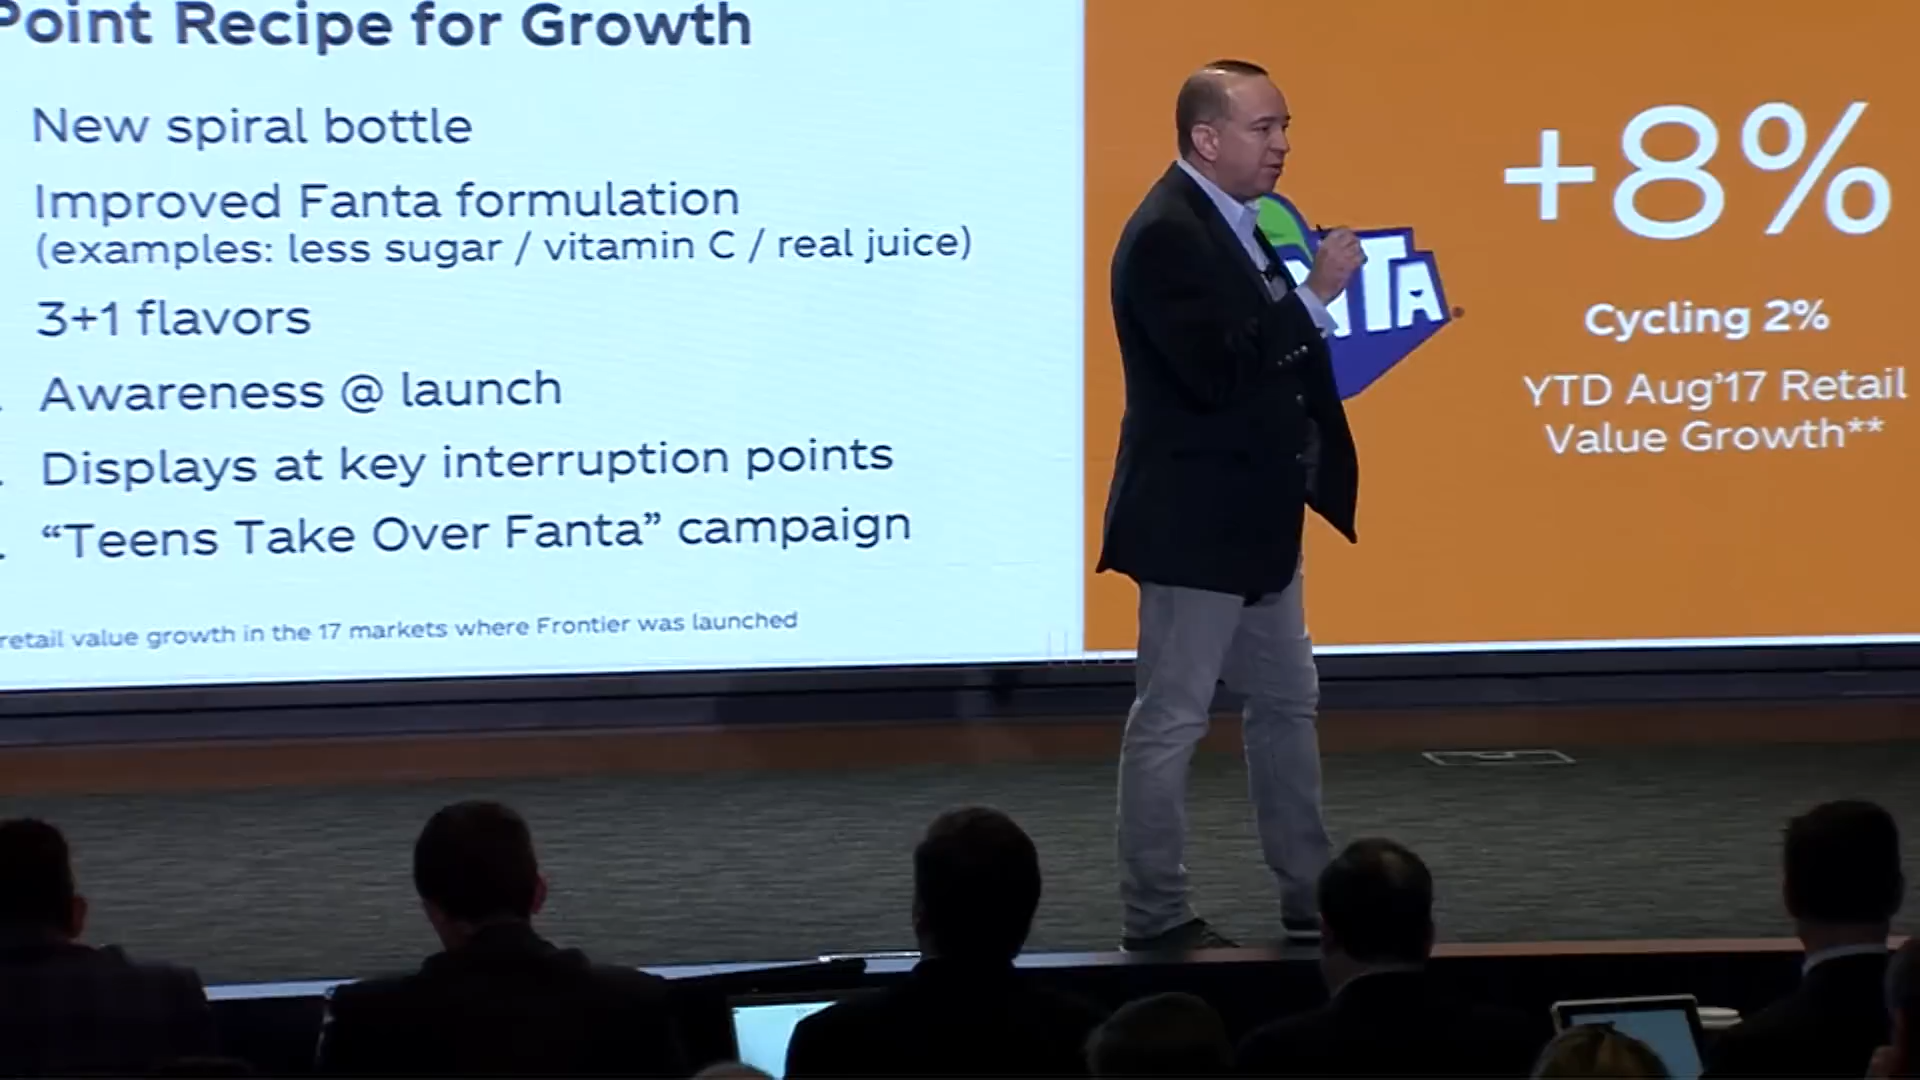 Point Recipe for Growth
New spiral bottle
Improved Fanta formulation
(examples: less sugar / vitamin C / real juice)
3+1 flavors
Awareness @ launch
Displays at key interruption points
“Teens Take Over Fanta” campaign
retail value growth in the 17 markets where Frontier was launched
NTA
+8%
Cycling 2%
YTD Aug’17 Retail
Value Growth**